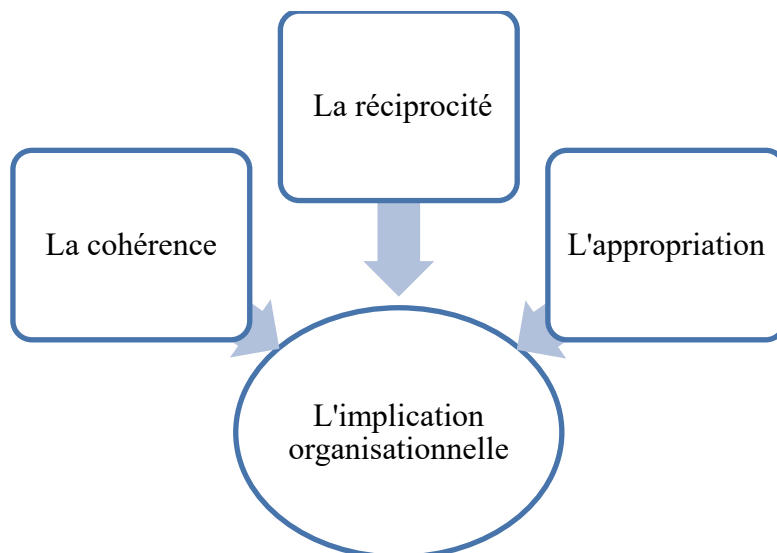 La réciprocité
La cohérence
L'appropriation
L'implication
organisationnelle